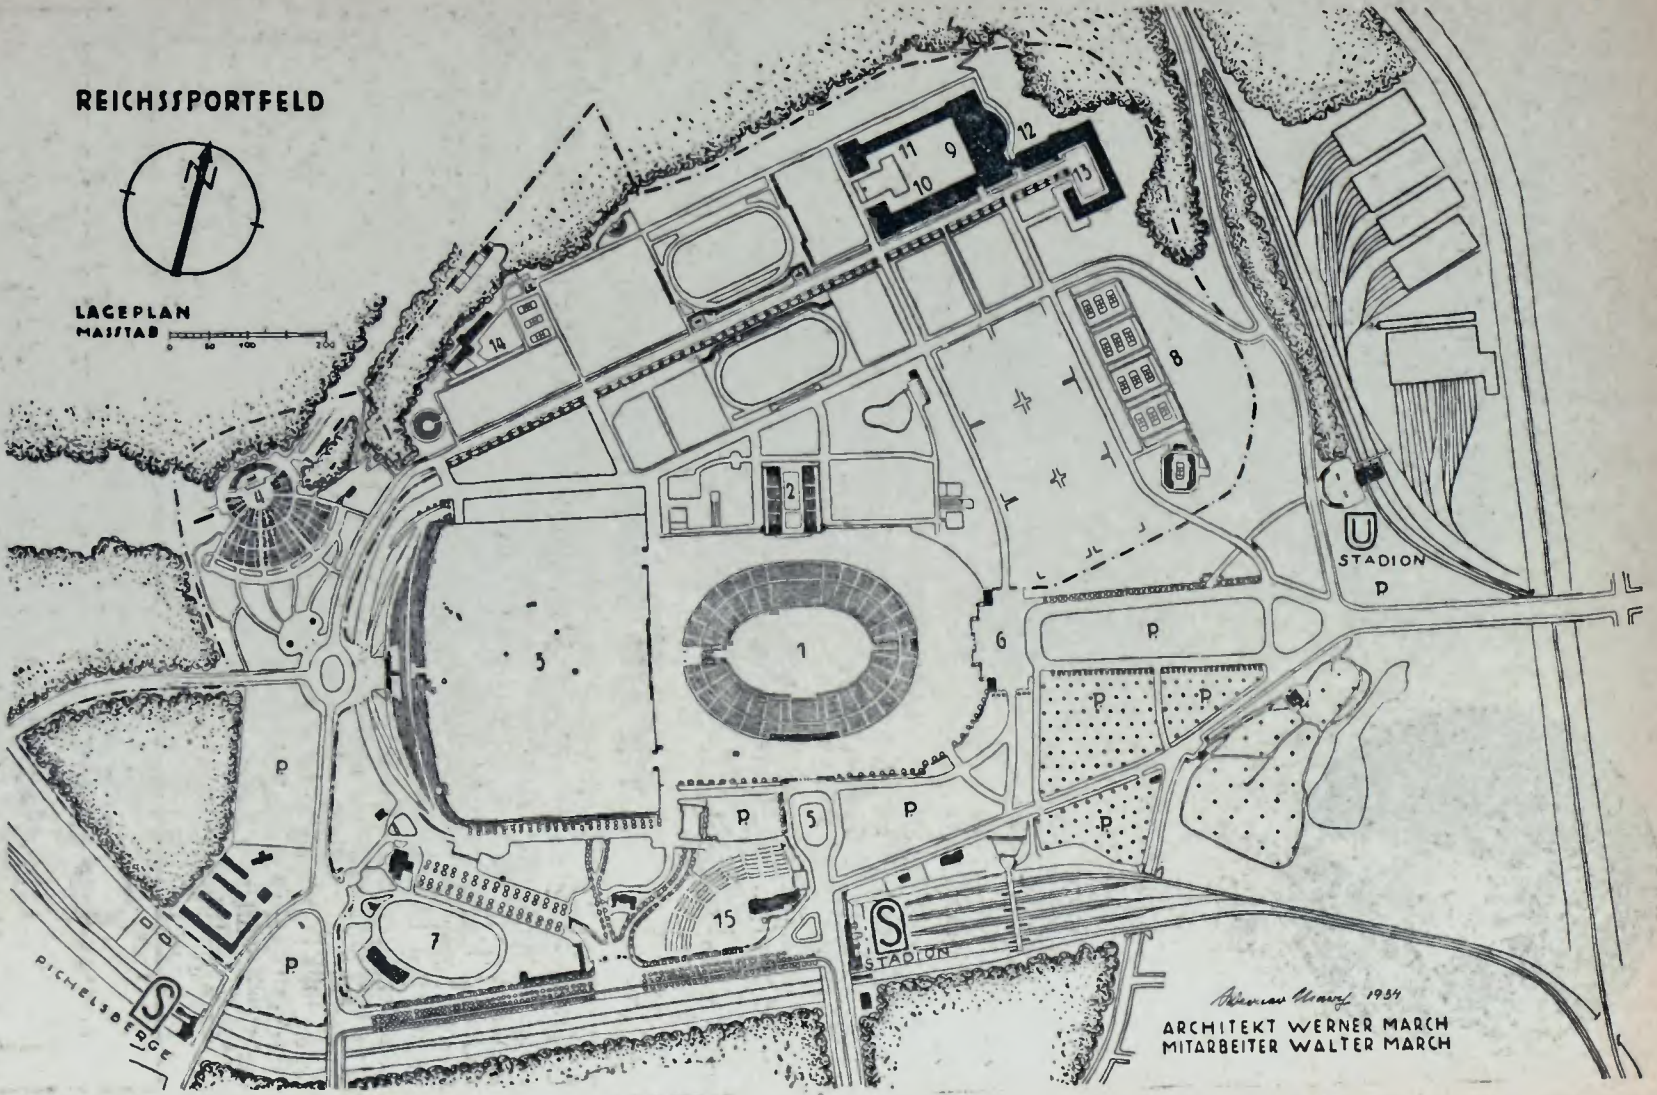 REICHSSPORTFELD
N
LAGEPLAN
MASSTAB
0 50 100 200
12
11
9
10
13
14
8
4
2
U
STADION
P
3
1
6
P
P
P
P
P
P
5
P
P
15
7
S
STADION
P
PICHELSBERGE
S
1934
ARCHITEKT WERNER MARCH
MITARBEITER WALTER MARCH